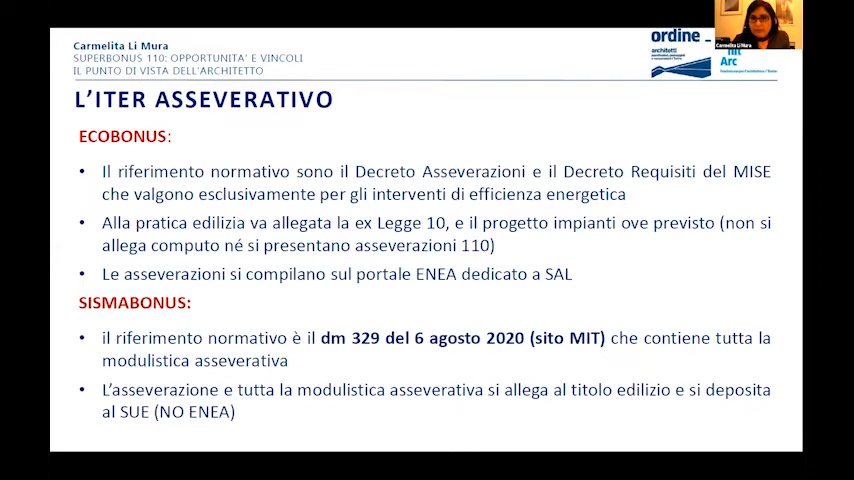 Carmelita Li Mura
SUPERBONUS 110: OPPORTUNITA' E VINCOLI
IL PUNTO DI VISTA DELL'ARCHITETTO
ordine
architetti
Arc
Carmelita Li Mura
L'ITER ASSEVERATIVO
ECOBONUS:
• Il riferimento normativo sono il Decreto Asseverazioni e il Decreto Requisiti del MISE
che valgono esclusivamente per gli interventi di efficienza energetica
• Alla pratica edilizia va allegata la ex Legge 10, e il progetto impianti ove previsto (non si
allega computo né si presentano asseverazioni 110)
• Le asseverazioni si compilano sul portale ENEA dedicato a SAL
SISMABONUS:
• il riferimento normativo è il dm 329 del 6 agosto 2020 (sito MIT) che contiene tutta la
modulistica asseverativa
• L'asseverazione e tutta la modulistica asseverativa si allega al titolo edilizio e si deposita
al SUE (NO ENEA)